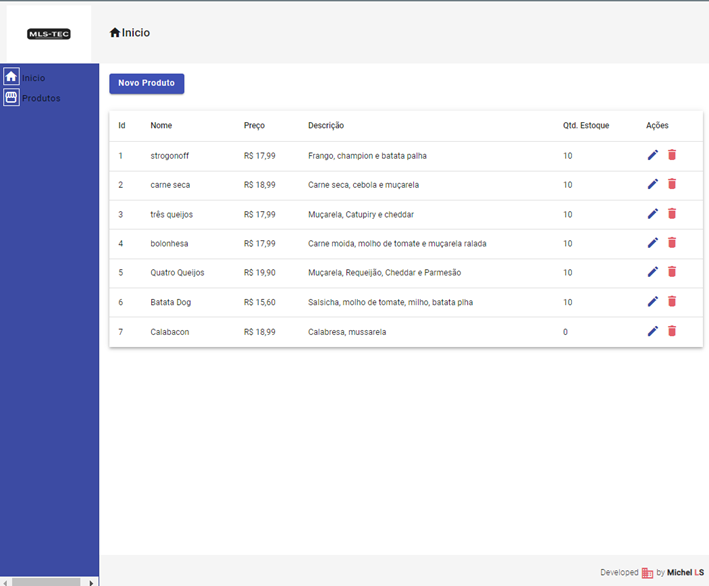 MLS-TEC
Inicio
Inicio
Produtos
Novo Produto
Id Nome Preço Descrição Qtd. Estoque Ações
1 strogonoff R$ 17,99 Frango, champion e batata palha 10
2 carne seca R$ 18,99 Carne seca, cebola e muçarela 10
3 três queijos R$ 17,99 Muçarela, Catupiry e cheddar 10
4 bolonhesa R$ 17,99 Carne moida, molho de tomate e muçarela ralada 10
5 Quatro Queijos R$ 19,90 Muçarela, Requeijão, Cheddar e Parmesão 10
6 Batata Dog R$ 15,60 Salsicha, molho de tomate, milho, batata plha 10
7 Calabacon R$ 18,99 Calabresa, mussarela 0
Developed by Michel LS